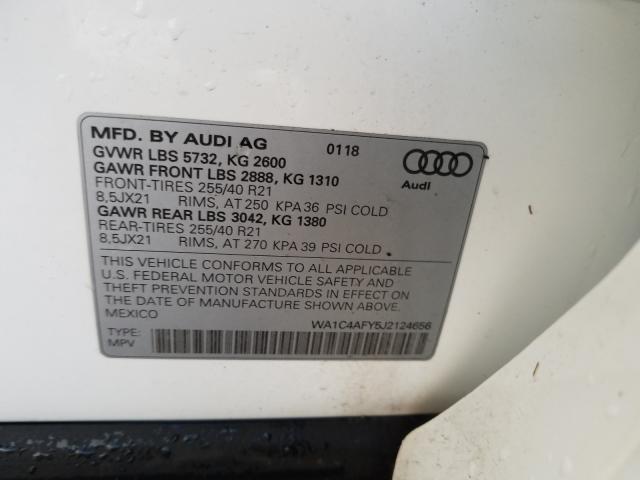 MFD. BY AUDI AG 0118
GVWR LBS 5732, KG 2600
GAWR FRONT LBS 2888, KG 1310
FRONT-TIRES 255/40 R21
8,5JX21 RIMS, AT 250 KPA 36 PSI COLD
GAWR REAR LBS 3042, KG 1380
REAR-TIRES 255/40 R21
8,5JX21 RIMS, AT 270 KPA 39 PSI COLD
Audi
THIS VEHICLE CONFORMS TO ALL APPLICABLE
U.S. FEDERAL MOTOR VEHICLE SAFETY AND
THEFT PREVENTION STANDARDS IN EFFECT ON
THE DATE OF MANUFACTURE SHOWN ABOVE.
MEXICO
WA1C4AFY5J2124656
TYPE:
MPV